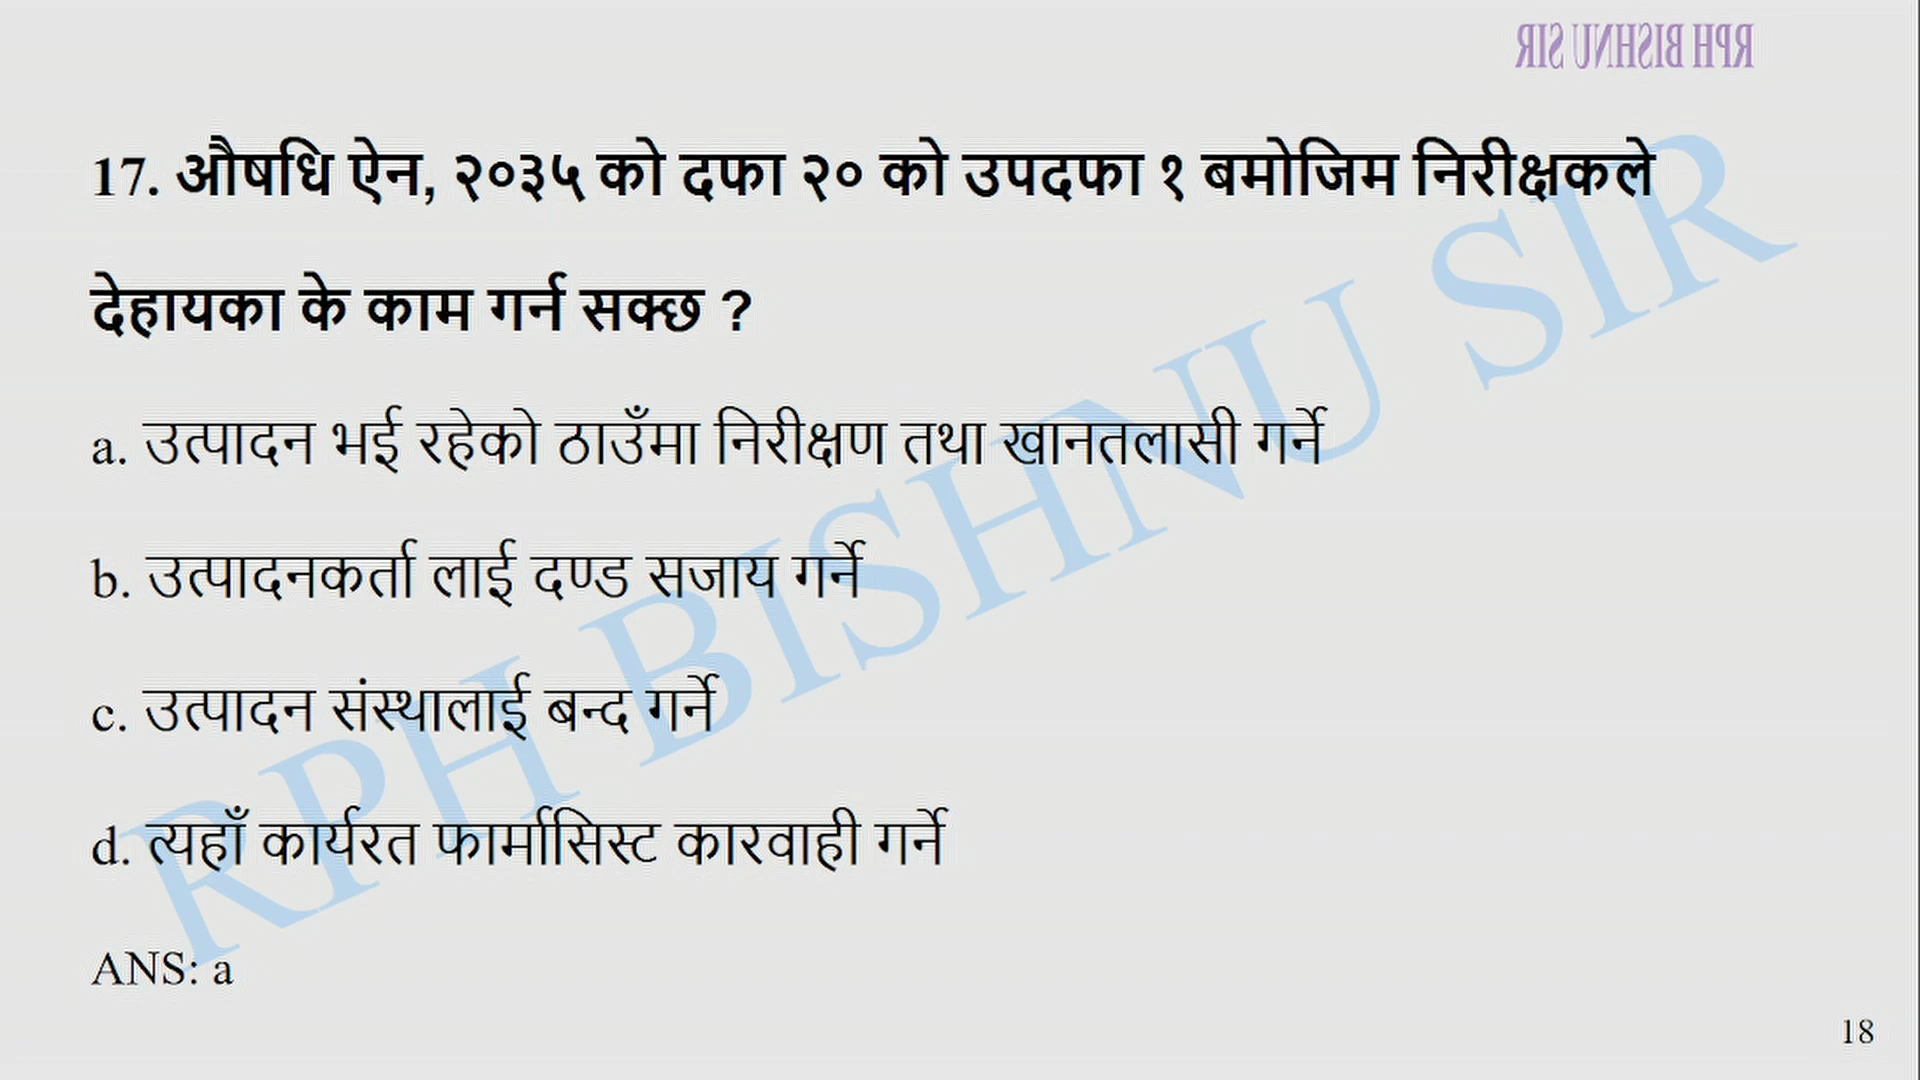 RPH BISHNU SIR
17. औषधि ऐन, २०३५ को दफा २० को उपदफा १ बमोजिम निरीक्षकले
देहायका के काम गर्न सक्छ ?
a. उत्पादन भई रहेको ठाउँमा निरीक्षण तथा खानतलासी गर्ने
b. उत्पादनकर्ता लाई दण्ड सजाय गर्ने
c. उत्पादन संस्थालाई बन्द गर्ने
d. त्यहाँ कार्यरत फार्मासिस्ट कारवाही गर्ने
ANS: a
RPH BISHNU SIR
18